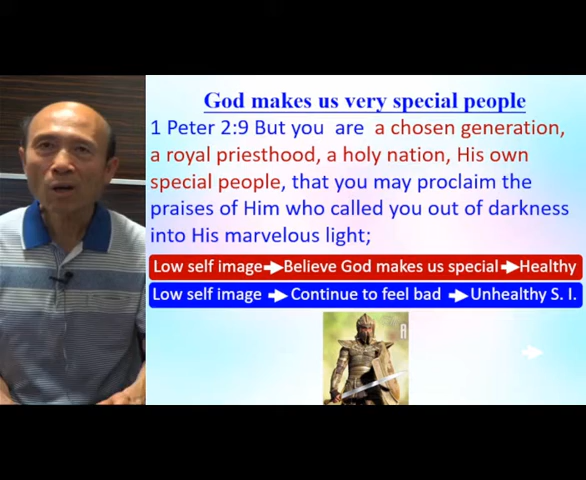 God makes us very special people
1 Peter 2:9 But you are a chosen generation,
a royal priesthood, a holy nation, His own
special people, that you may proclaim the
praises of Him who called you out of darkness
into His marvelous light;
Low self image Believe God makes us special Healthy
Low self image Continue to feel bad Unhealthy S. I.
A